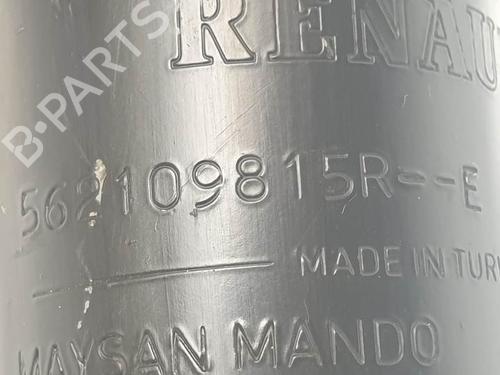 RENAU
B-PARTS
562109815R=--E
MADE IN TUR
MAYSAN MANDO